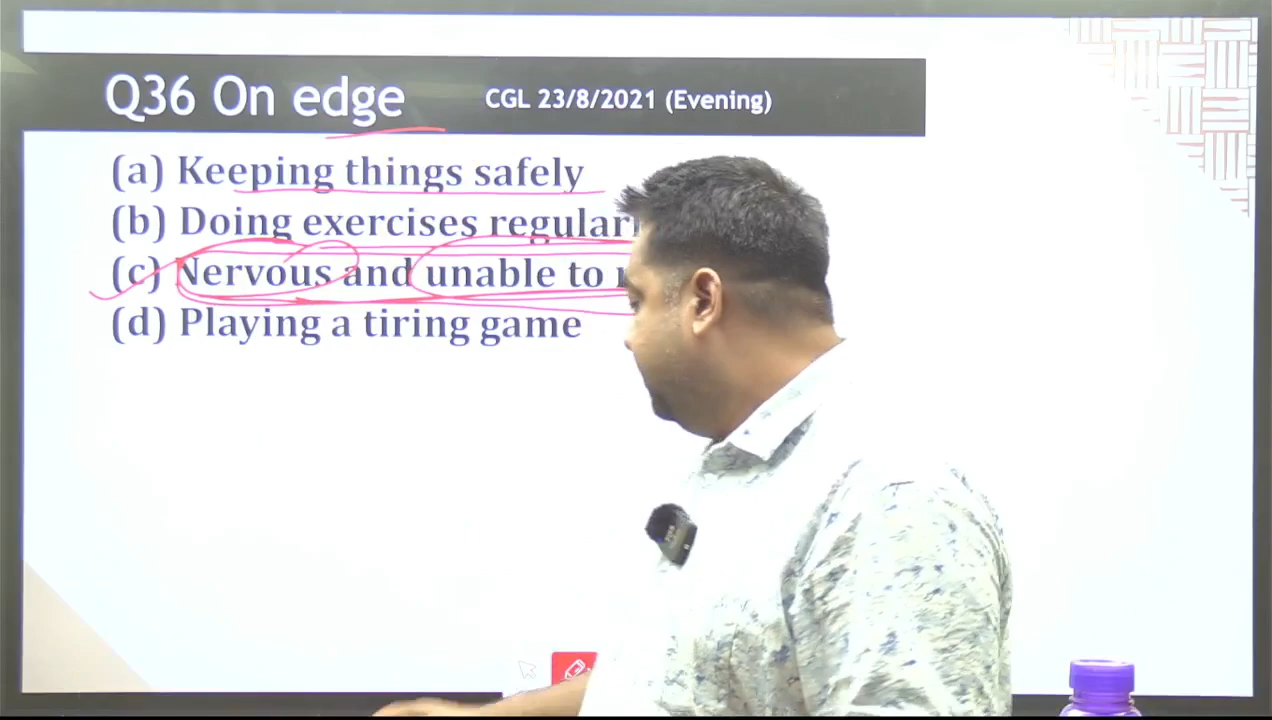 Q36 On edge
CGL 23/8/2021 (Evening)
(a) Keeping things safely
(b) Doing exercises
(c) Nervous and unable to
(d) Playing a tiring game